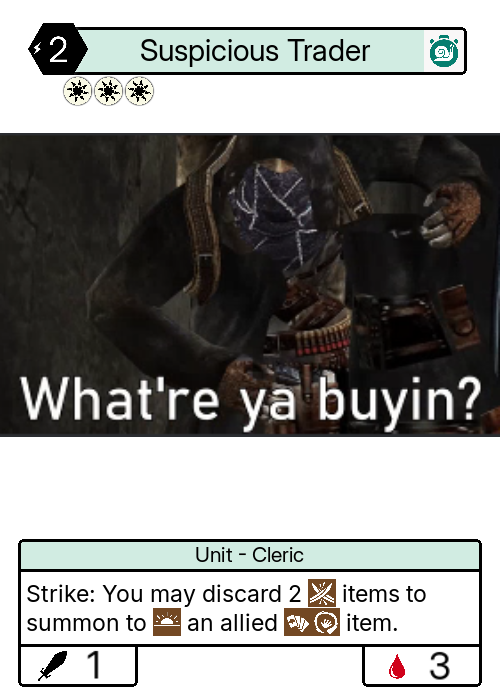 2
Suspicious Trader
What're ya buyin?
Unit - Cleric
Strike: You may discard 2 items to
summon to an allied item.
1
3